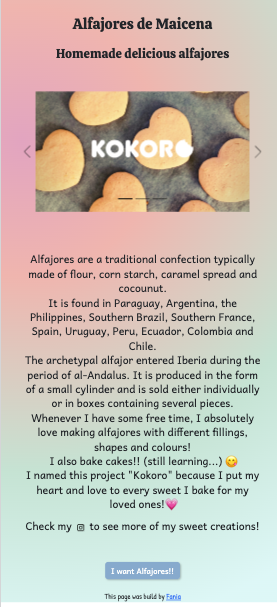 Alfajores de Maicena
Homemade delicious alfajores
KOKORO
Alfajores are a traditional confection typically
made of flour, corn starch, caramel spread and
cocounut.
It is found in Paraguay, Argentina, the
Philippines, Southern Brazil, Southern France,
Spain, Uruguay, Peru, Ecuador, Colombia and
Chile.
The archetypal alfajor entered Iberia during the
period of al-Andalus. It is produced in the form
of a small cylinder and is sold either individually
or in boxes containing several pieces.
Whenever I have some free time, I absolutely
love making alfajores with different fillings,
shapes and colours!
I also bake cakes!! (still learning...) 😋
I named this project "Kokoro" because I put my
heart and love to every sweet I bake for my
loved ones!💗
Check my to see more of my sweet creations!
I want Alfajores!!
This page was build by Fania